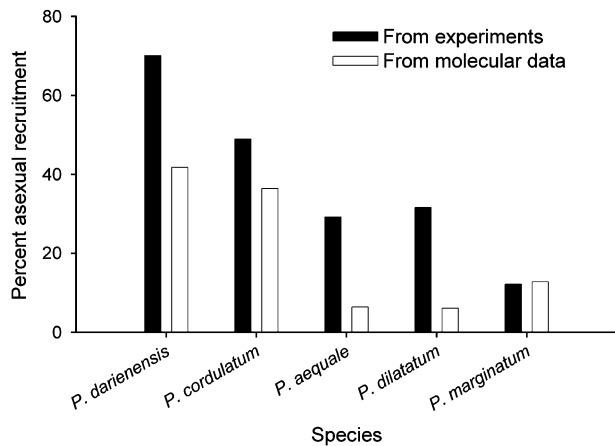 80
60
40
20
0
Percent asexual recruitment
From experiments
From molecular data
P. darienensis
P. cordulatum
P. aequale
P. dilatatum
P. marginatum
Species